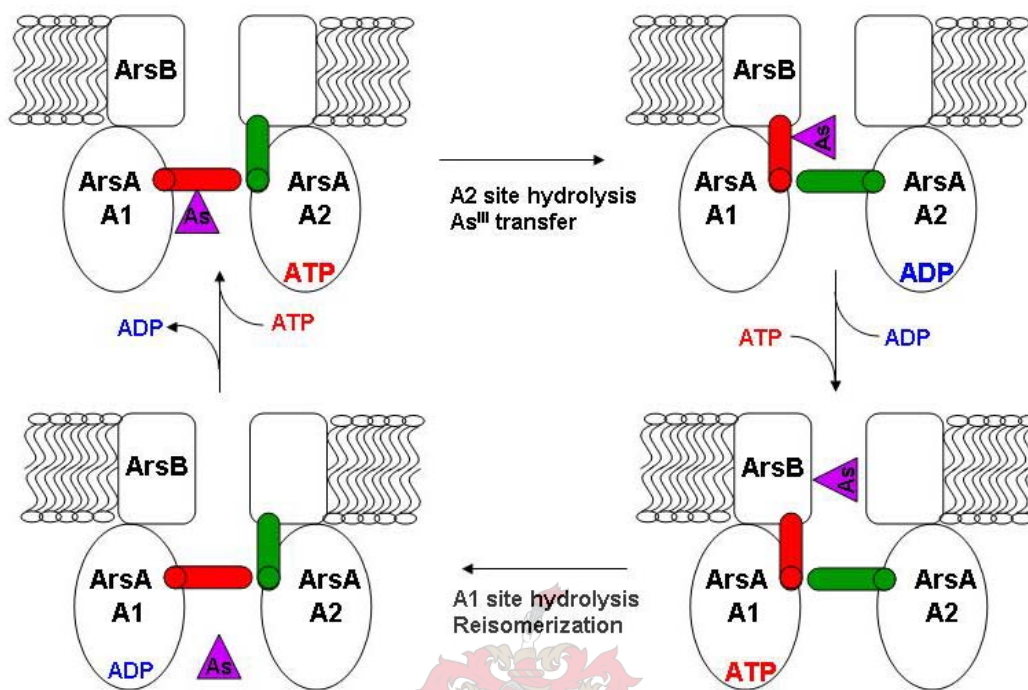 ArsB
ArsA
A1
As
ArsA
A2
ATP
A2 site hydrolysis
Asᴵᴵᴵ transfer
ArsB
As
ArsA
A1
ArsA
A2
ADP
ADP
ATP
ATP
ADP
ArsB
ArsA
A1
ArsA
A2
ADP
As
A1 site hydrolysis
Reisomerization
ArsB
As
ArsA
A1
ArsA
A2
ATP